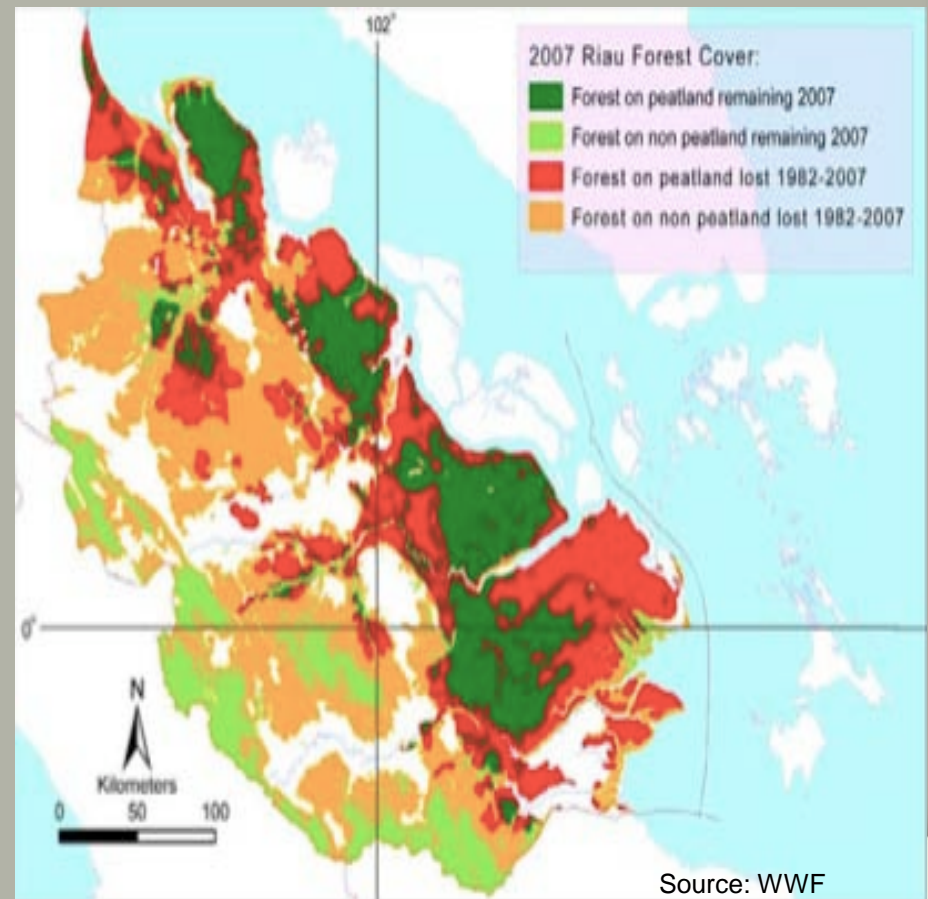 102°
2007 Riau Forest Cover:
Forest on peatland remaining 2007
Forest on non peatland remaining 2007
Forest on peatland lost 1982-2007
Forest on non peatland lost 1982-2007
0°
N
Kilometers
0 50 100
Source: WWF